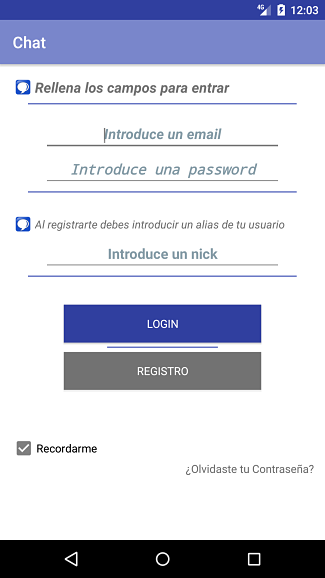 4G 12:03
Chat
Rellena los campos para entrar
Introduce un email
Introduce una password
Al registrarte debes introducir un alias de tu usuario
Introduce un nick
LOGIN
REGISTRO
Recordarme
¿Olvidaste tu Contraseña?